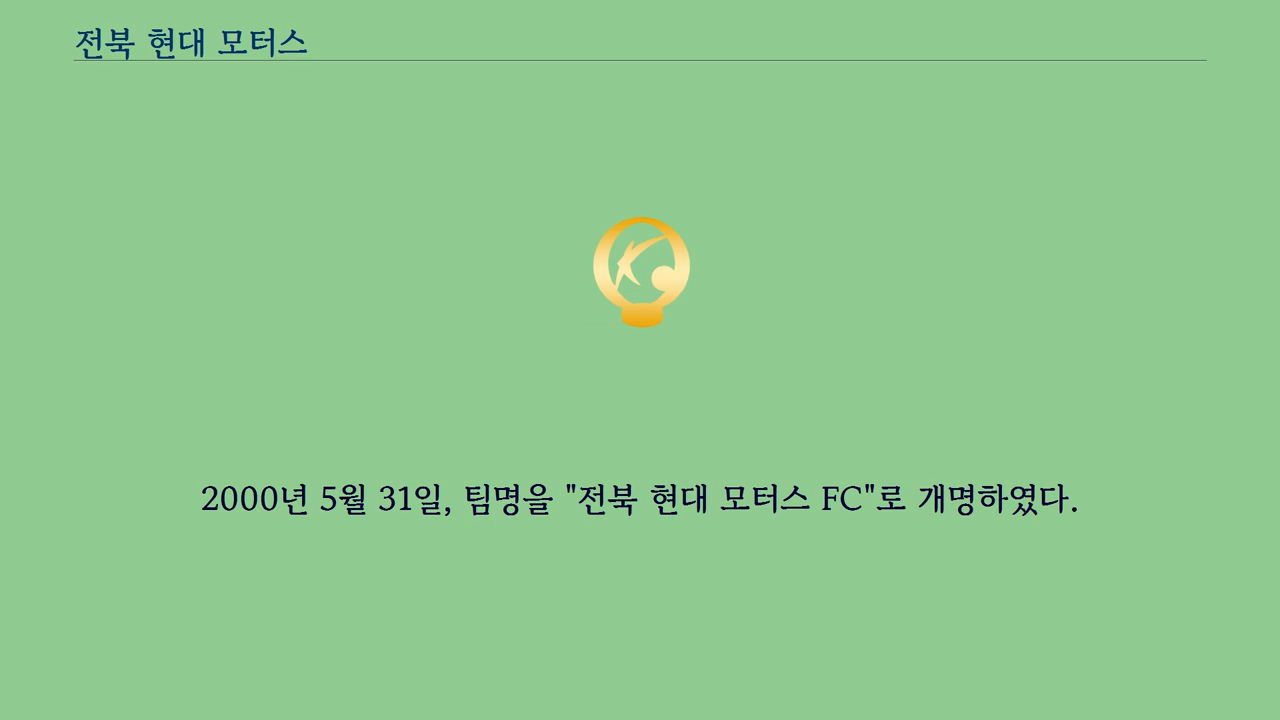 전북 현대 모터스
2000년 5월 31일, 팀명을 "전북 현대 모터스 FC"로 개명하였다.